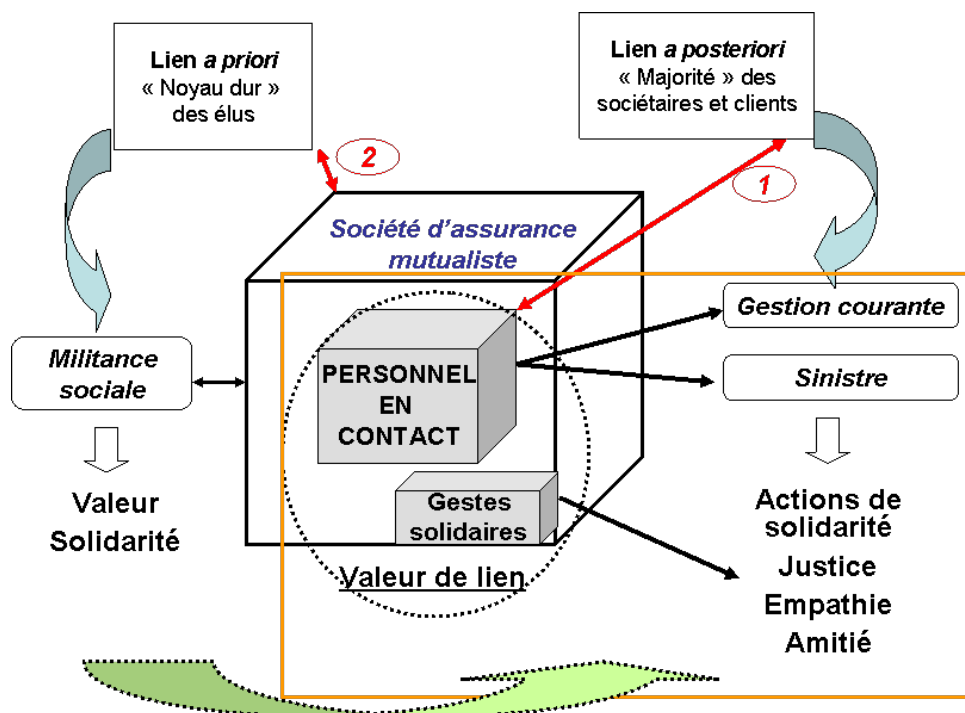 Lien a priori
« Noyau dur »
des élus
Lien a posteriori
« Majorité » des
sociétaires et clients
2
1
Société d'assurance
mutualiste
Gestion courante
Militance
sociale
PERSONNEL
EN
CONTACT
Sinistre
Valeur
Solidarité
Gestes
solidaires
Actions de
solidarité
Justice
Empathie
Amitié
Valeur de lien